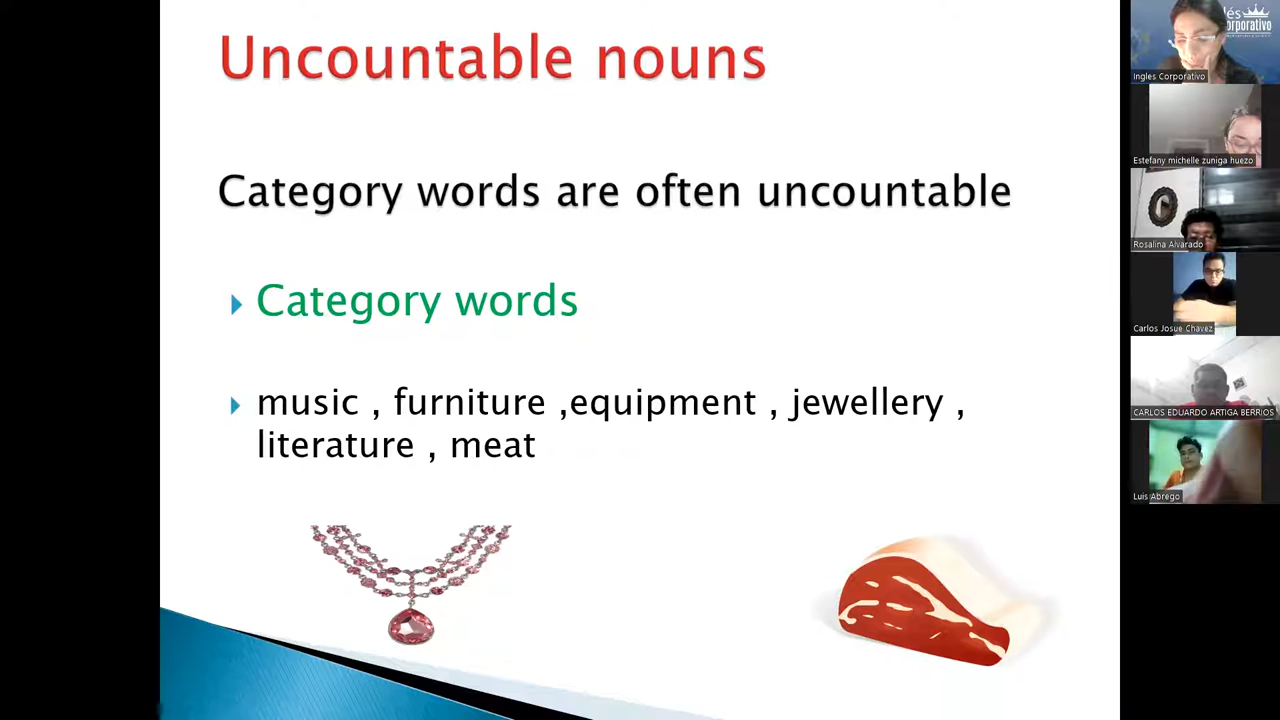 Uncountable nouns
Category words are often uncountable
Category words
music , furniture ,equipment , jewellery ,
literature , meat
Ingles Corporativo
Estefany michelle zuniga huezo
Rosalina Alvarado
Carlos Josue Chavez
CARLOS EDUARDO ARTIGA BERRIOS
Luis Abrego